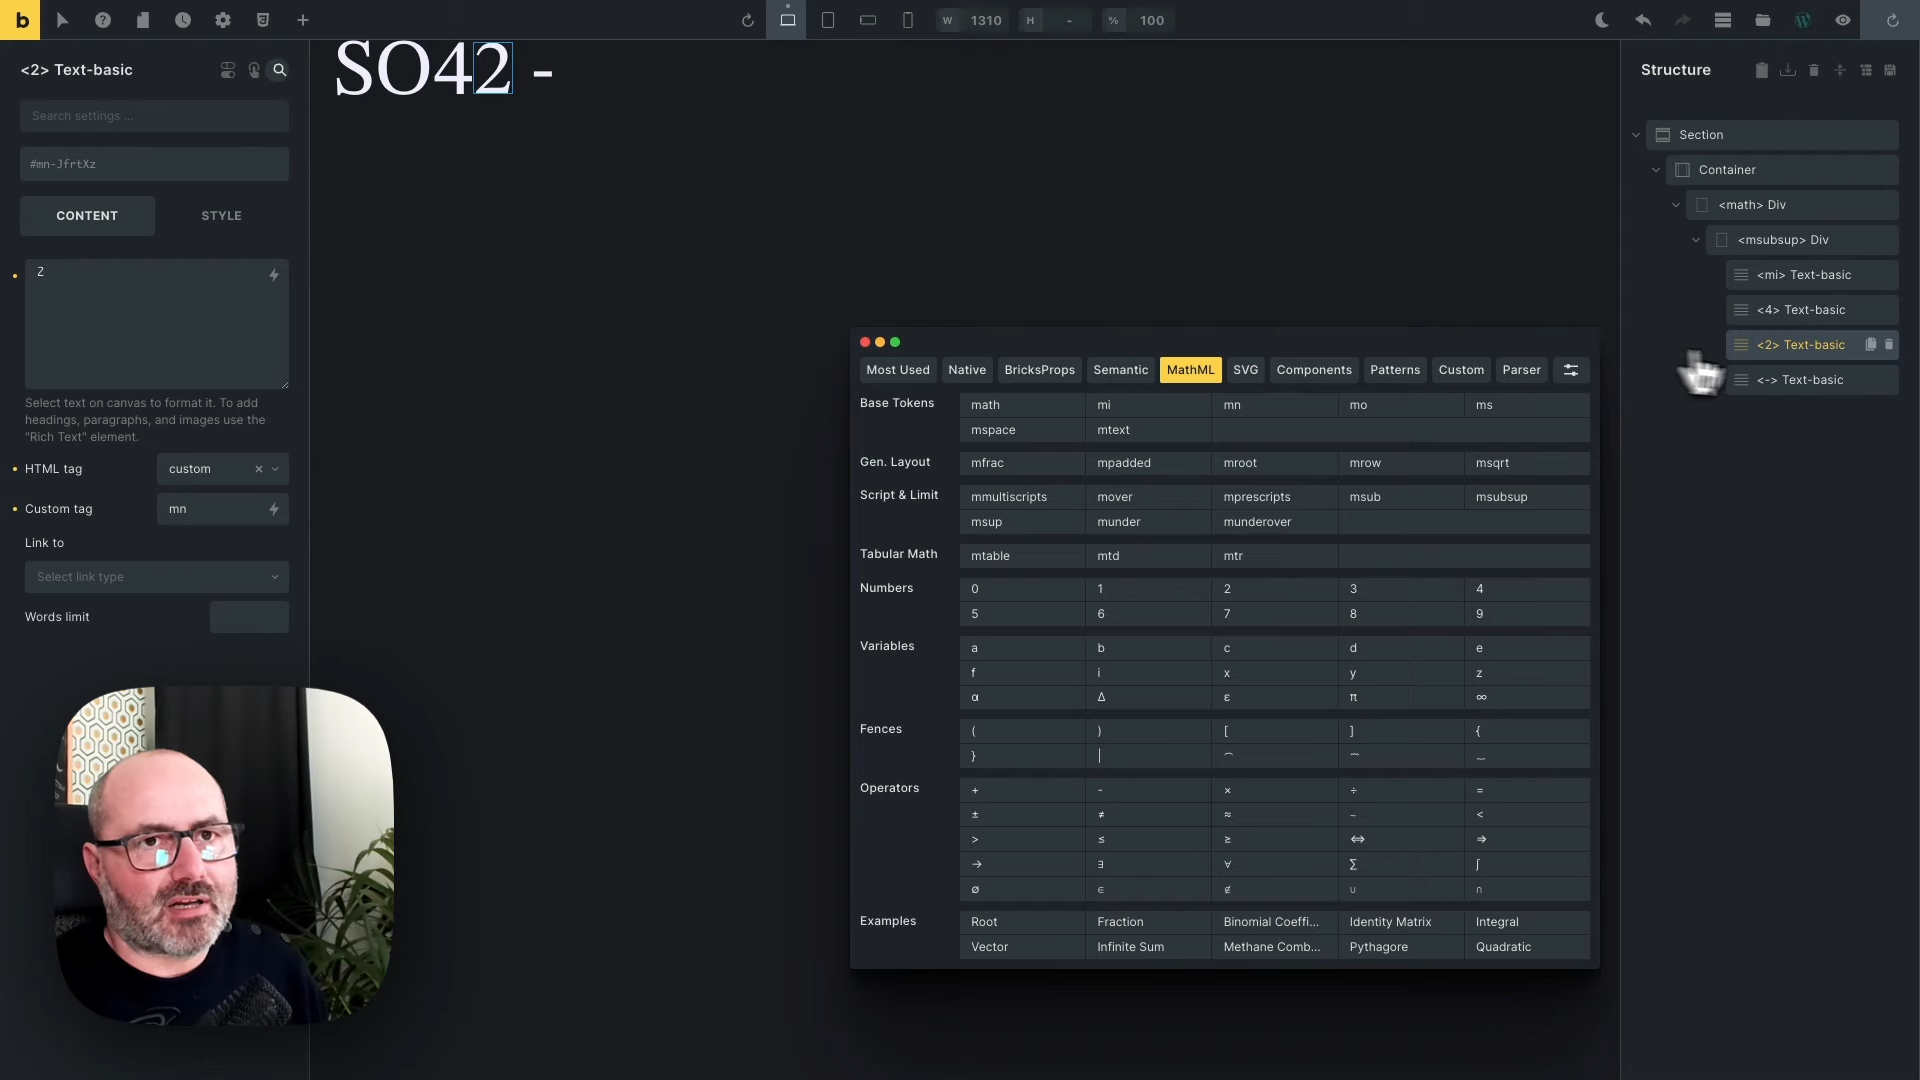 b
W 1310 H - % 100
<2> Text-basic
Search settings ...
#mn-JfrtXz
CONTENT STYLE
2
Select text on canvas to format it. To add
headings, paragraphs, and images use the
"Rich Text" element.
HTML tag custom
Custom tag mn
Link to
Select link type
Words limit
SO42 -
Most Used Native BricksProps Semantic MathML SVG Components Patterns Custom Parser
Base Tokens math mi mn mo ms
mspace mtext
Gen. Layout mfrac mpadded mroot mrow msqrt
Script & Limit mmultiscripts mover mprescripts msub msubsup
msup munder munderover
Tabular Math mtable mtd mtr
Numbers 0 1 2 3 4
5 6 7 8 9
Variables a b c d e
f i x y z
α Δ ε π ∞
Fences ( ) [ ] {
} | ⏜ ⏞ ⏟
Operators + - × ÷ =
± ≠ ≈ ~ <
> ≤ ≥ ⇔ ⇒
→ ∃ ∀ ∑ ∫
∅ ∈ ∉ ∪ ∩
Examples Root Fraction Binomial Coeffi... Identity Matrix Integral
Vector Infinite Sum Methane Comb... Pythagore Quadratic
Structure
Section
Container
<math> Div
<msubsup> Div
<mi> Text-basic
<4> Text-basic
<2> Text-basic
<-> Text-basic